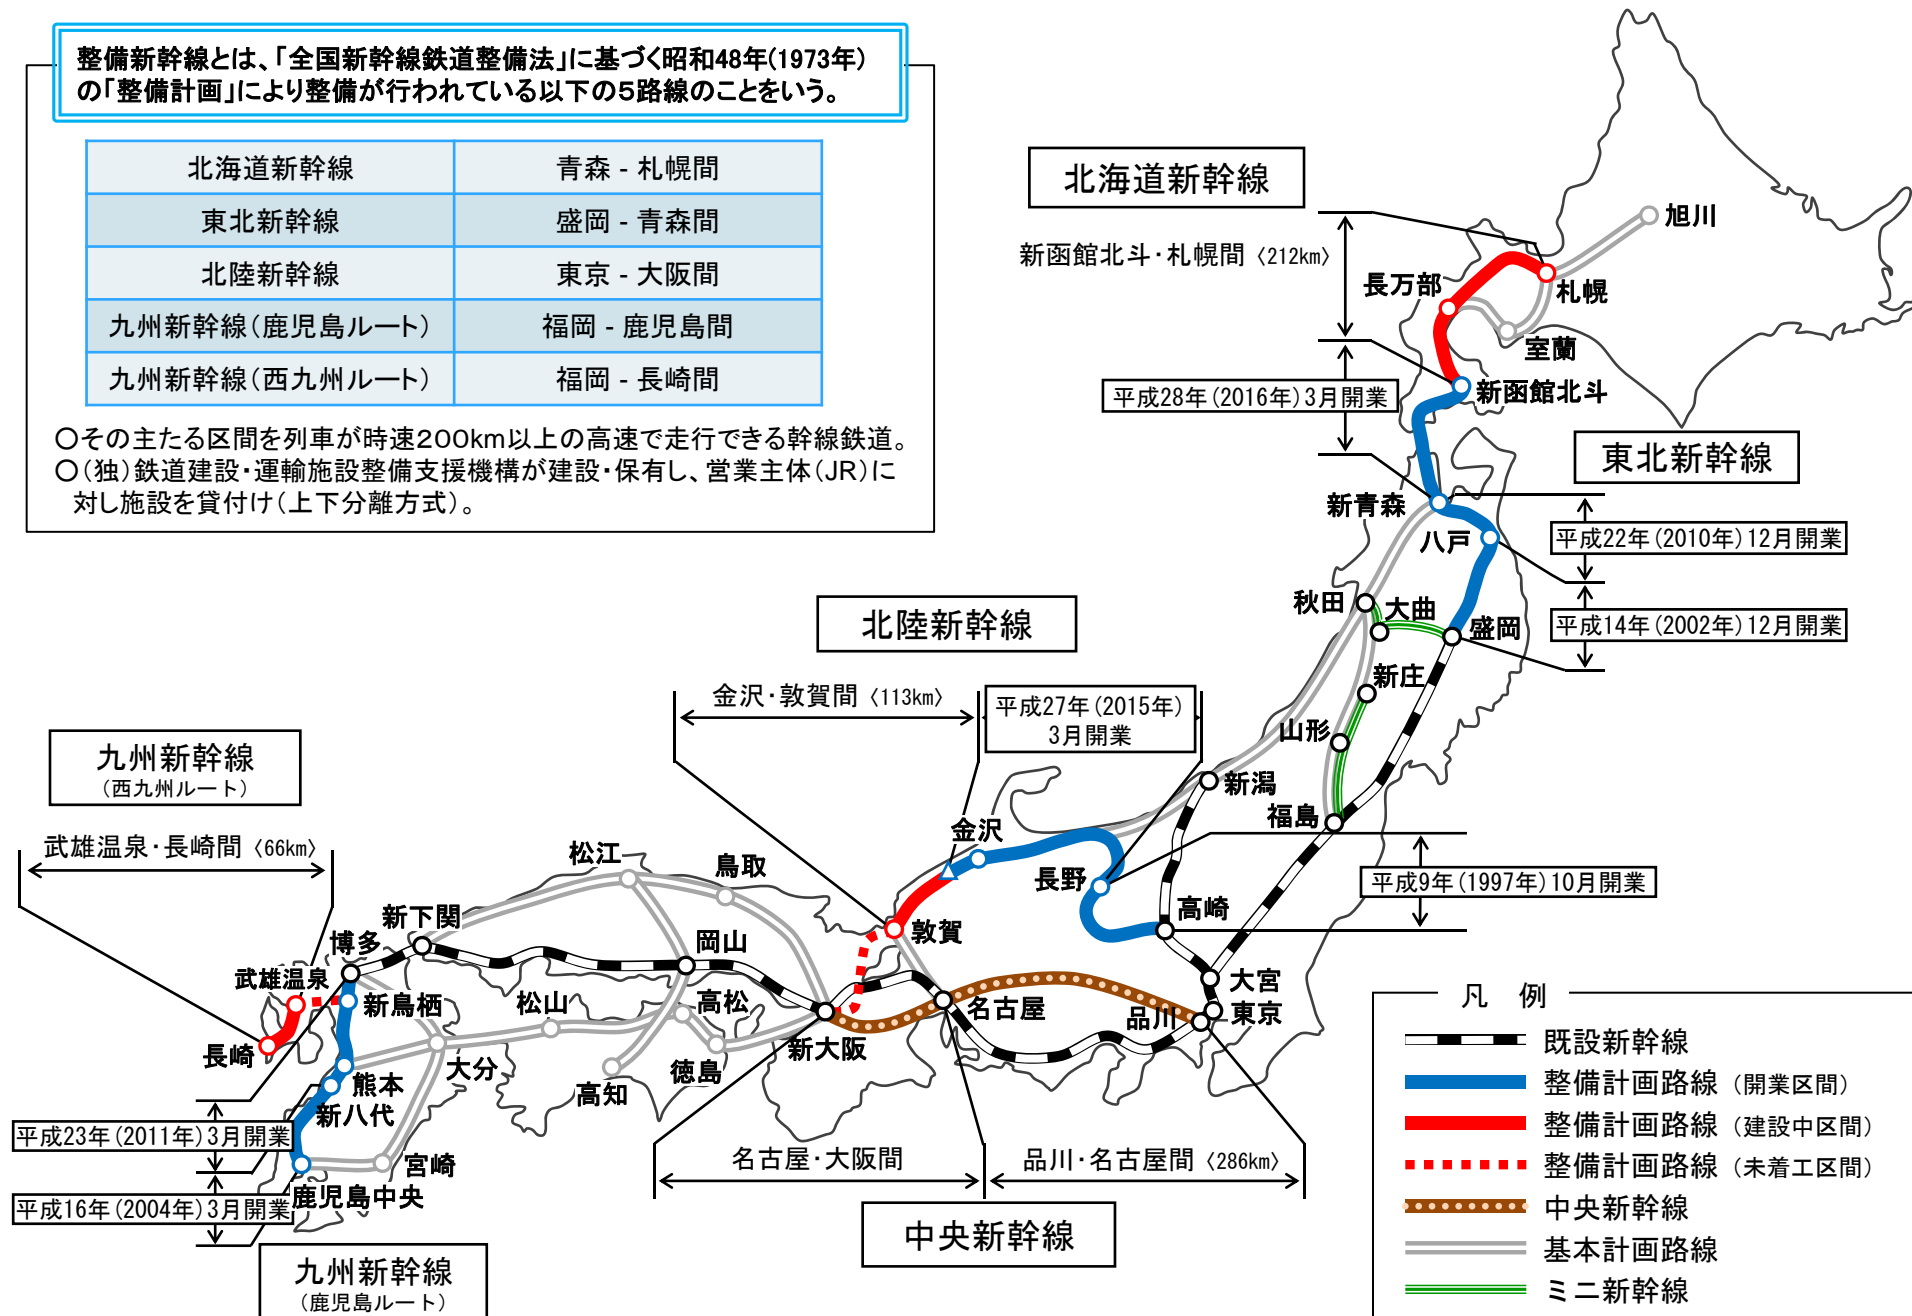 整備新幹線とは、「全国新幹線鉄道整備法」に基づく昭和48年(1973年)
の「整備計画」により整備が行われている以下の5路線のことをいう。
北海道新幹線 青森 - 札幌間
東北新幹線 盛岡 - 青森間
北陸新幹線 東京 - 大阪間
九州新幹線(鹿児島ルート) 福岡 - 鹿児島間
九州新幹線(西九州ルート) 福岡 - 長崎間
○その主たる区間を列車が時速200km以上の高速で走行できる幹線鉄道。
○(独)鉄道建設・運輸施設整備支援機構が建設・保有し、営業主体(JR)に
対し施設を貸付け(上下分離方式)。
北海道新幹線
新函館北斗・札幌間〈212km〉
旭川
長万部
札幌
室蘭
新函館北斗
平成28年(2016年)3月開業
東北新幹線
新青森
八戸
平成22年(2010年)12月開業
秋田
大曲
盛岡
平成14年(2002年)12月開業
新庄
山形
福島
新潟
北陸新幹線
金沢・敦賀間〈113km〉
平成27年(2015年)
3月開業
金沢
長野
高崎
平成9年(1997年)10月開業
敦賀
大宮
東京
品川
名古屋
九州新幹線
(西九州ルート)
武雄温泉・長崎間〈66km〉
松江
鳥取
新下関
博多
岡山
武雄温泉
新鳥栖
松山
高松
長崎
熊本
大分
高知
徳島
新大阪
新八代
平成23年(2011年)3月開業
宮崎
鹿児島中央
平成16年(2004年)3月開業
九州新幹線
(鹿児島ルート)
名古屋・大阪間
品川・名古屋間〈286km〉
中央新幹線
凡 例
既設新幹線
整備計画路線(開業区間)
整備計画路線(建設中区間)
整備計画路線(未着工区間)
中央新幹線
基本計画路線
ミニ新幹線